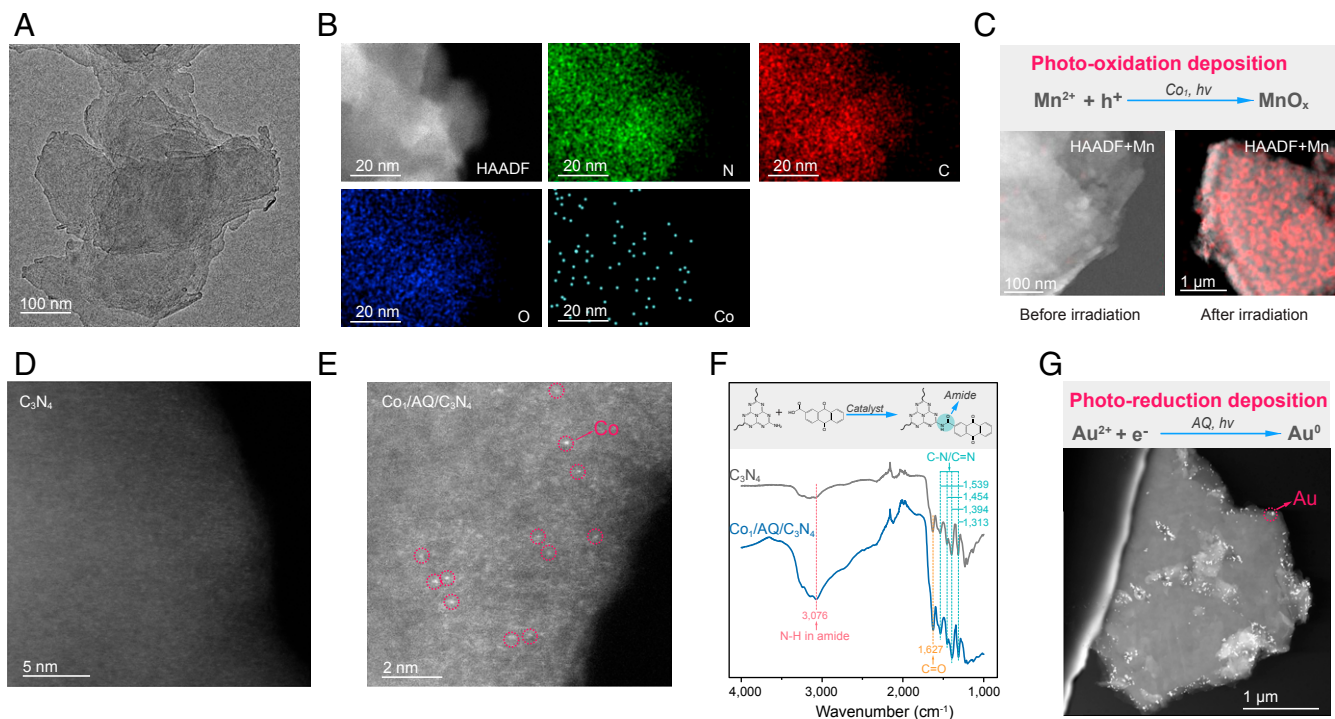 A
100 nm
B
20 nm
HAADF
20 nm
N
20 nm
C
20 nm
O
20 nm
Co
C
Photo-oxidation deposition
Mn²⁺ + h⁺
Co₁, hv
MnOₓ
HAADF+Mn
100 nm
HAADF+Mn
1 µm
Before irradiation
After irradiation
D
C₃N₄
5 nm
E
Co₁/AQ/C₃N₄
Co
2 nm
F
Catalyst
Amide
C-N/C=N
C₃N₄
1,539
1,454
1,394
1,313
Co₁/AQ/C₃N₄
3,076
N-H in amide
1,627
C=O
4,000
3,000
2,000
1,000
Wavenumber (cm⁻¹)
G
Photo-reduction deposition
Au²⁺ + e⁻
AQ, hv
Au⁰
Au
1 µm